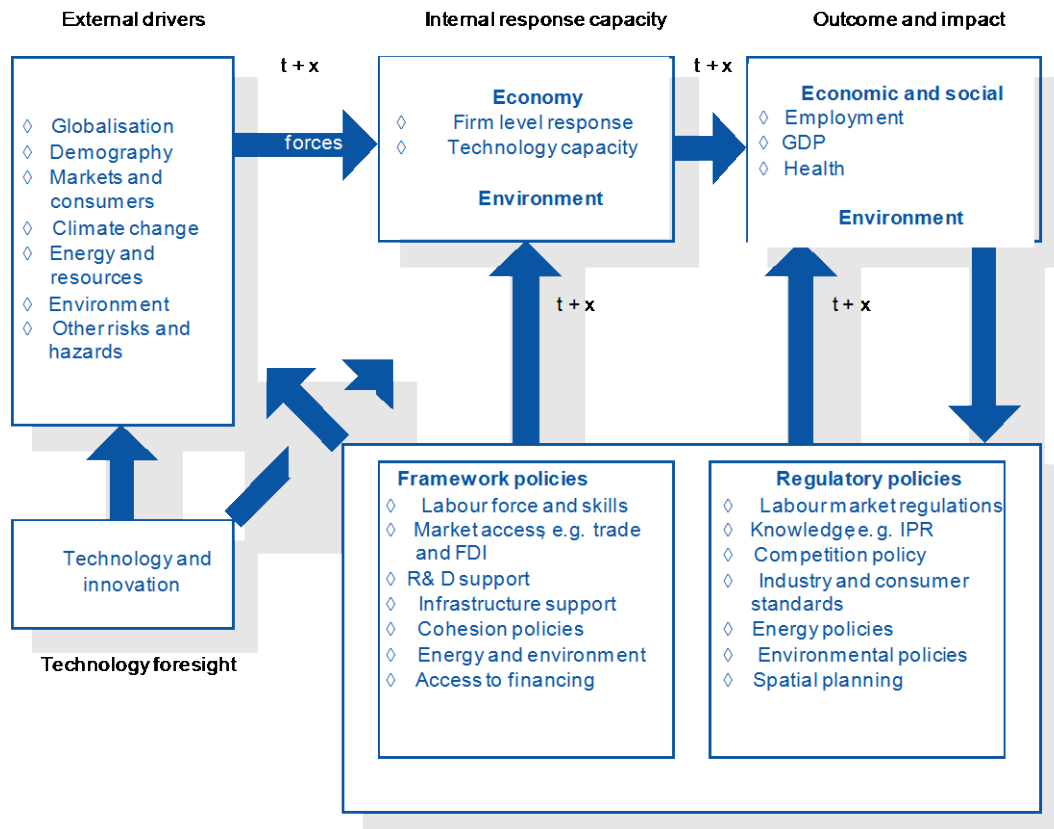 External drivers
Internal response capacity
Outcome and impact
t + x
t + x
◊ Globalisation
◊ Demography
◊ Markets and
consumers
◊ Climate change
◊ Energy and
resources
◊ Environment
◊ Other risks and
hazards
forces
Economy
◊ Firm level response
◊ Technology capacity
Environment
Economic and social
◊ Employment
◊ GDP
◊ Health
Environment
t + x
t + x
Technology and
innovation
Technology foresight
Framework policies
◊ Labour force and skills
◊ Market access, e.g. trade
and FDI
◊ R& D support
◊ Infrastructure support
◊ Cohesion policies
◊ Energy and environment
◊ Access to financing
Regulatory policies
◊ Labour market regulations
◊ Knowledge, e. g. IPR
◊ Competition policy
◊ Industry and consumer
standards
◊ Energy policies
◊ Environmental policies
◊ Spatial planning